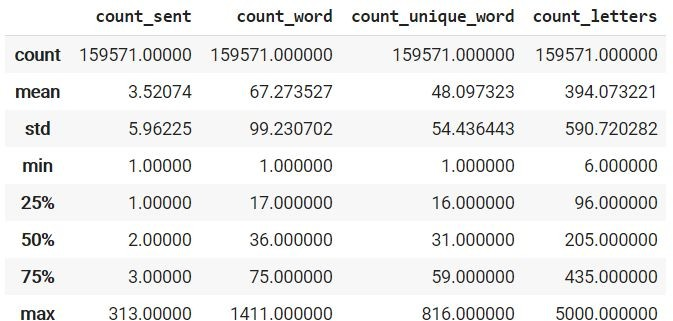 count_sent count_word count_unique_word count_letters
count 159571.00000 159571.000000 159571.000000 159571.000000
mean 3.52074 67.273527 48.097323 394.073221
std 5.96225 99.230702 54.436443 590.720282
min 1.00000 1.000000 1.000000 6.000000
25% 1.00000 17.000000 16.000000 96.000000
50% 2.00000 36.000000 31.000000 205.000000
75% 3.00000 75.000000 59.000000 435.000000
max 313.00000 1411.000000 816.000000 5000.000000